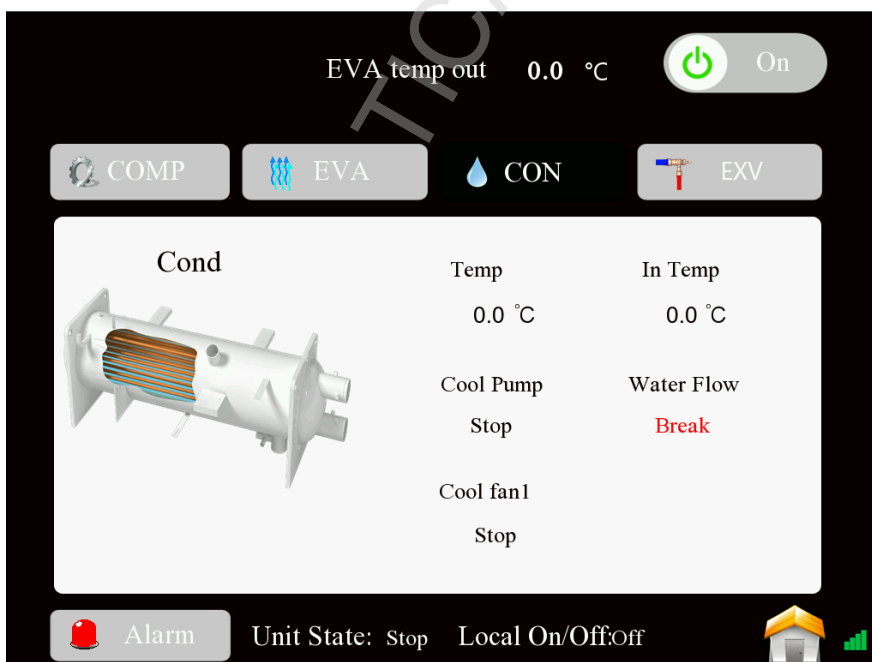 EVA temp out 0.0 °C On
COMP EVA CON EXV
Cond
Temp In Temp
0.0 °C 0.0 °C
Cool Pump Water Flow
Stop Break
Cool fan1
Stop
Alarm Unit State: Stop Local On/Off:Off